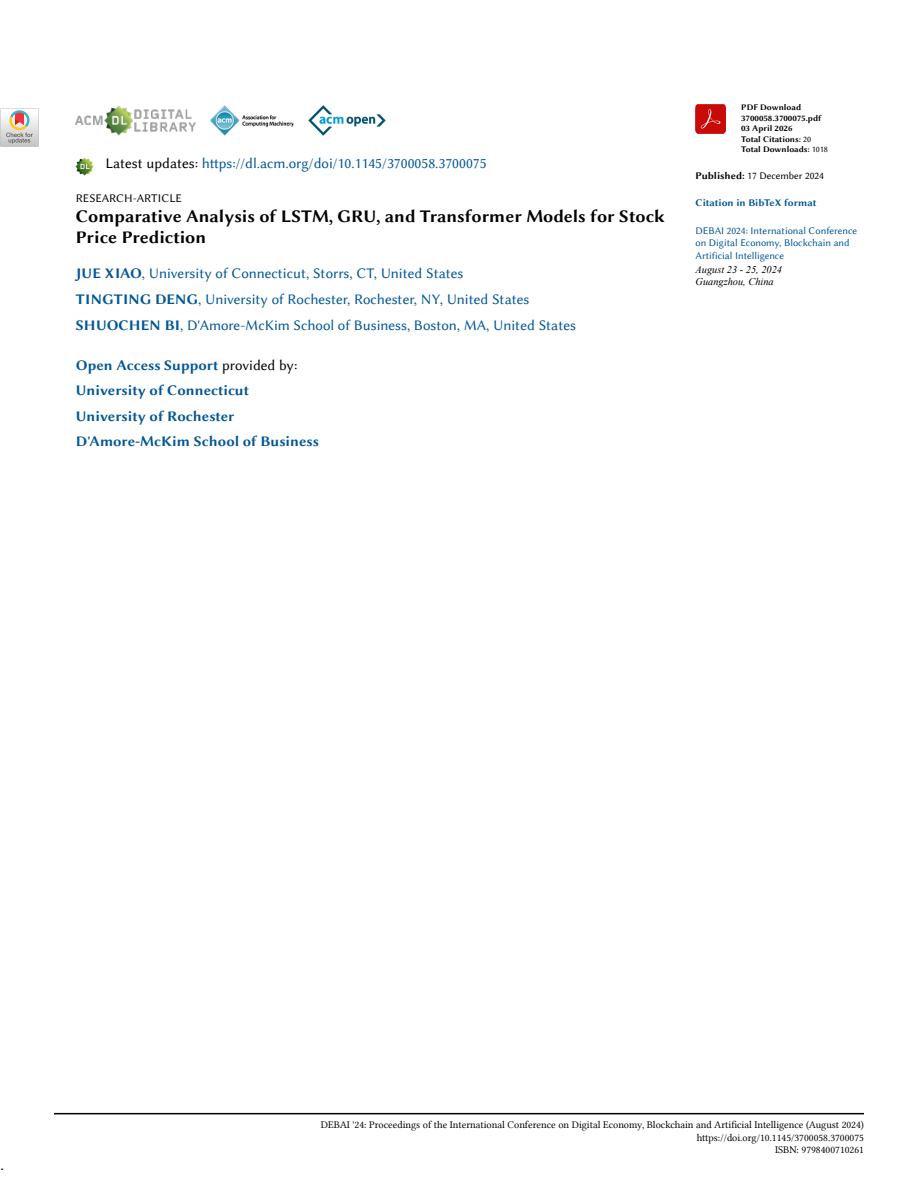 Check for
updates
ACM DL DIGITAL
LIBRARY
acm
Association for
Computing Machinery
acm open
DL
Latest updates: https://dl.acm.org/doi/10.1145/3700058.3700075
RESEARCH-ARTICLE
Comparative Analysis of LSTM, GRU, and Transformer Models for Stock
Price Prediction
JUE XIAO, University of Connecticut, Storrs, CT, United States
TINGTING DENG, University of Rochester, Rochester, NY, United States
SHUOCHEN BI, D'Amore-McKim School of Business, Boston, MA, United States
Open Access Support provided by:
University of Connecticut
University of Rochester
D'Amore-McKim School of Business
PDF Download
3700058.3700075.pdf
03 April 2026
Total Citations: 20
Total Downloads: 1018
Published: 17 December 2024
Citation in BibTeX format
DEBAI 2024: International Conference
on Digital Economy, Blockchain and
Artificial Intelligence
August 23 - 25, 2024
Guangzhou, China
DEBAI '24: Proceedings of the International Conference on Digital Economy, Blockchain and Artificial Intelligence (August 2024)
https://doi.org/10.1145/3700058.3700075
ISBN: 9798400710261
.